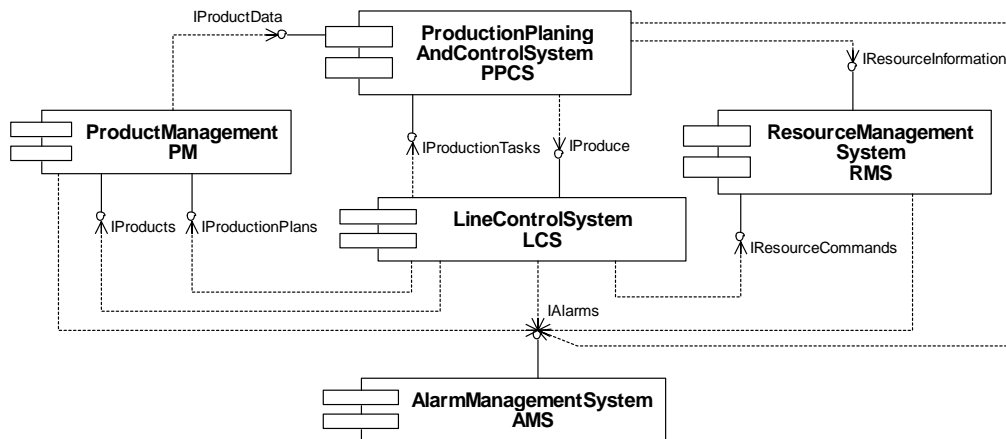 IProductData
ProductionPlaning
AndControlSystem
PPCS
IResourceInformation
ProductManagement
PM
IProductionTasks
IProduce
ResourceManagement
System
RMS
IProducts
IProductionPlans
LineControlSystem
LCS
IResourceCommands
IAlarms
AlarmManagementSystem
AMS